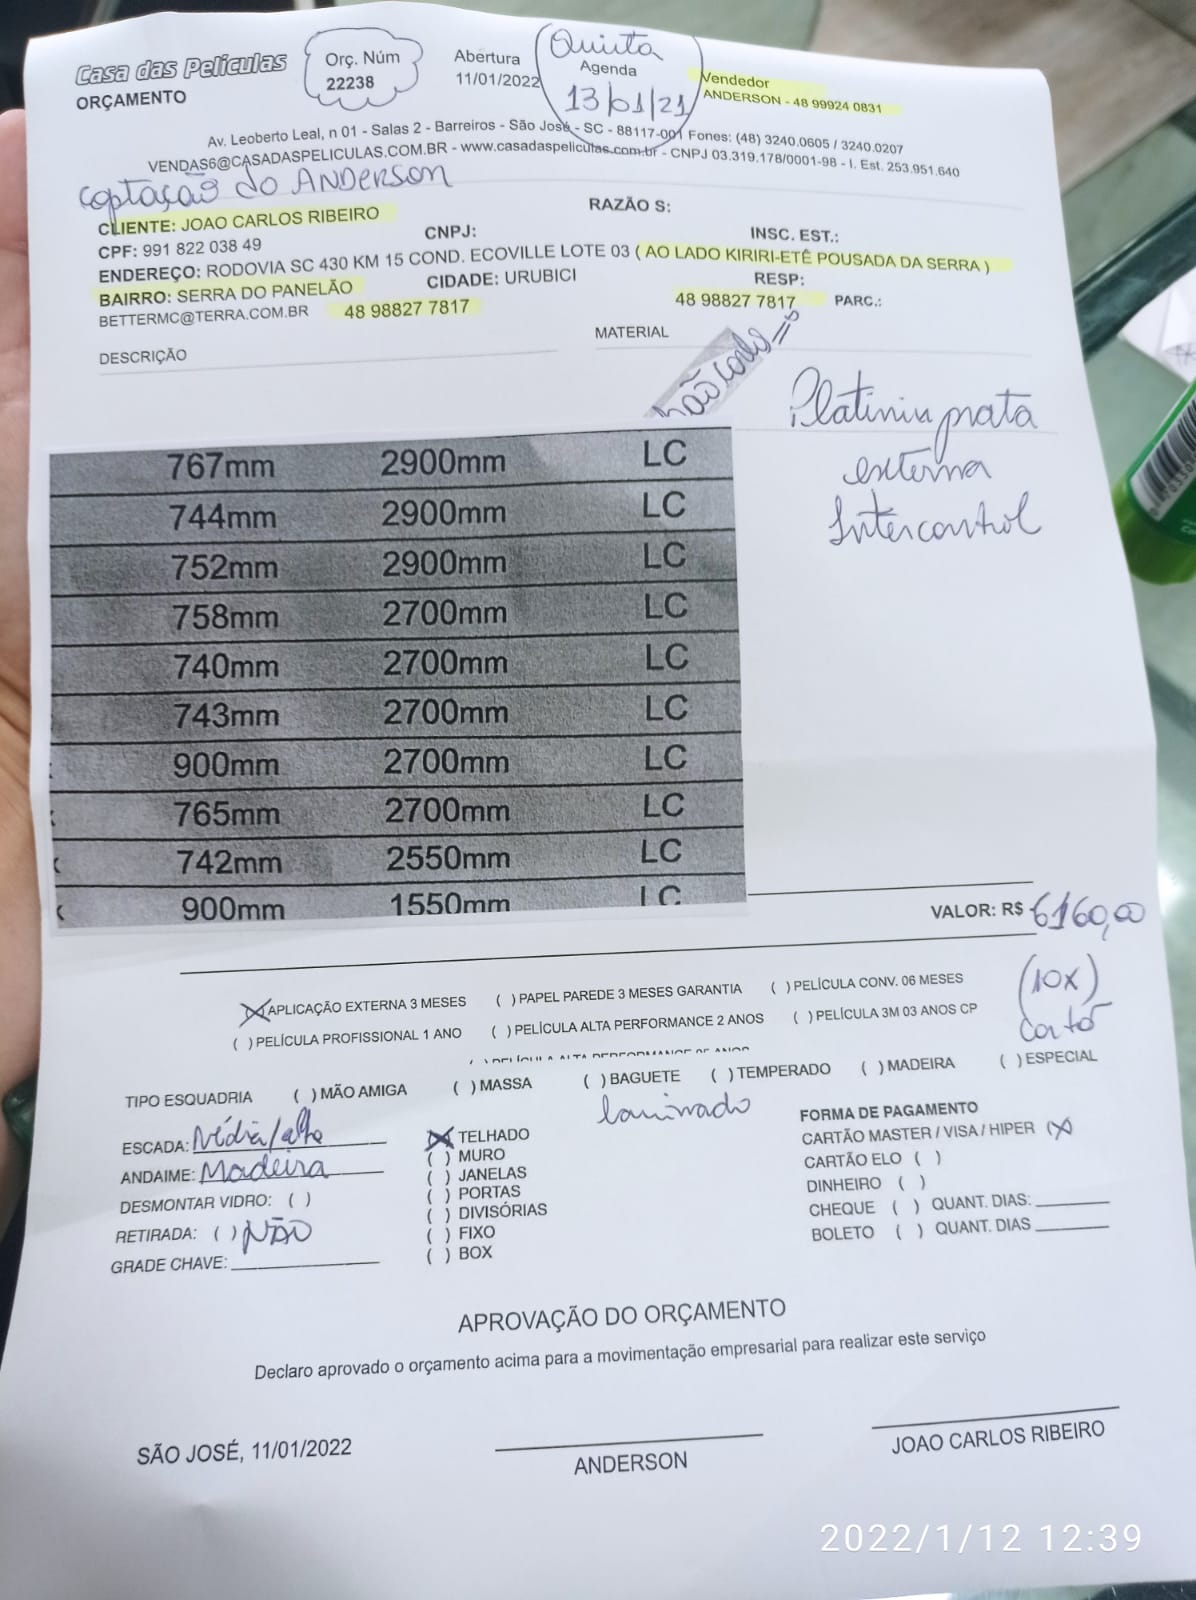 Casa das Películas
ORÇAMENTO
Orç. Núm
22238
Abertura
11/01/2022
Quinta
Agenda
13/01/21
Vendedor
ANDERSON - 48 99924 0831
Av. Leoberto Leal, n 01 - Salas 2 - Barreiros - São José - SC - 88117-001 Fones: (48) 3240.0605 / 3240.0207
VENDAS6@CASADASPELICULAS.COM.BR - www.casadaspeliculas.com.br - CNPJ 03.319.178/0001-98 - I. Est. 253.951.640
Captação do ANDERSON
CLIENTE: JOAO CARLOS RIBEIRO
RAZÃO S:
CPF: 991 822 038 49
CNPJ:
INSC. EST.:
ENDEREÇO: RODOVIA SC 430 KM 15 COND. ECOVILLE LOTE 03 ( AO LADO KIRIRI-ETÊ POUSADA DA SERRA )
BAIRRO: SERRA DO PANELÃO
CIDADE: URUBICI
RESP:
BETTERMC@TERRA.COM.BR
48 98827 7817
48 98827 7817
PARC.:
DESCRIÇÃO
MATERIAL
não
Platiniu prata
externa
Intercontrol
767mm 2900mm LC
744mm 2900mm LC
752mm 2900mm LC
758mm 2700mm LC
740mm 2700mm LC
743mm 2700mm LC
900mm 2700mm LC
765mm 2700mm LC
742mm 2550mm LC
900mm 1550mm LC
VALOR: R$ 6160,00
(10x)
Cartō
(X) APLICAÇÃO EXTERNA 3 MESES ( ) PAPEL PAREDE 3 MESES GARANTIA ( ) PELÍCULA CONV. 06 MESES
( ) PELÍCULA PROFISSIONAL 1 ANO ( ) PELÍCULA ALTA PERFORMANCE 2 ANOS ( ) PELÍCULA 3M 03 ANOS CP
( ) PELÍCULA ALTA PERFORMANCE 05 ANOS
TIPO ESQUADRIA ( ) MÃO AMIGA ( ) MASSA ( ) BAGUETE ( ) TEMPERADO ( ) MADEIRA ( ) ESPECIAL
laminado
ESCADA: Média/alta
ANDAIME: Madeira
DESMONTAR VIDRO: ( )
RETIRADA: ( ) NÃO
GRADE CHAVE:
(X) TELHADO
( ) MURO
( ) JANELAS
( ) PORTAS
( ) DIVISÓRIAS
( ) FIXO
( ) BOX
FORMA DE PAGAMENTO
CARTÃO MASTER / VISA / HIPER (X)
CARTÃO ELO ( )
DINHEIRO ( )
CHEQUE ( ) QUANT. DIAS:
BOLETO ( ) QUANT. DIAS
APROVAÇÃO DO ORÇAMENTO
Declaro aprovado o orçamento acima para a movimentação empresarial para realizar este serviço
SÃO JOSÉ, 11/01/2022
ANDERSON
JOAO CARLOS RIBEIRO
2022/1/12 12:39